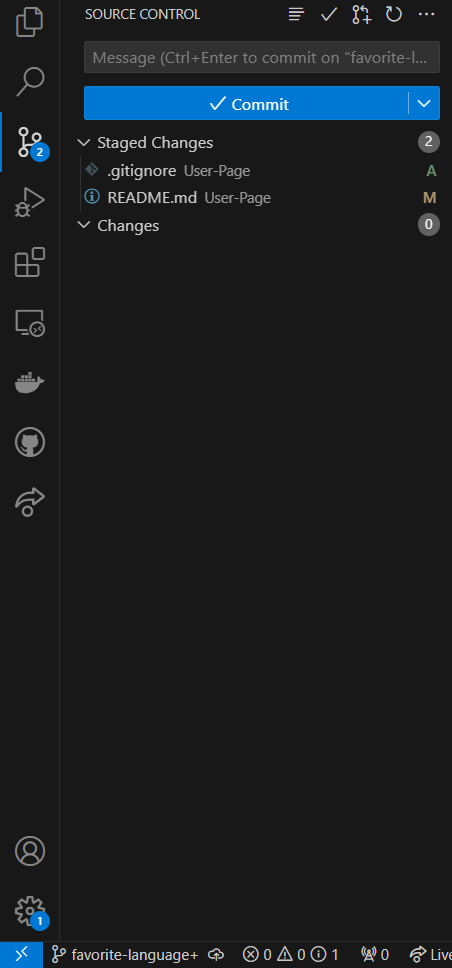 SOURCE CONTROL
Message (Ctrl+Enter to commit on "favorite-l...
Commit
Staged Changes 2
.gitignore User-Page A
README.md User-Page M
Changes 0
2
1
favorite-language+ 0 0 1 0 Live